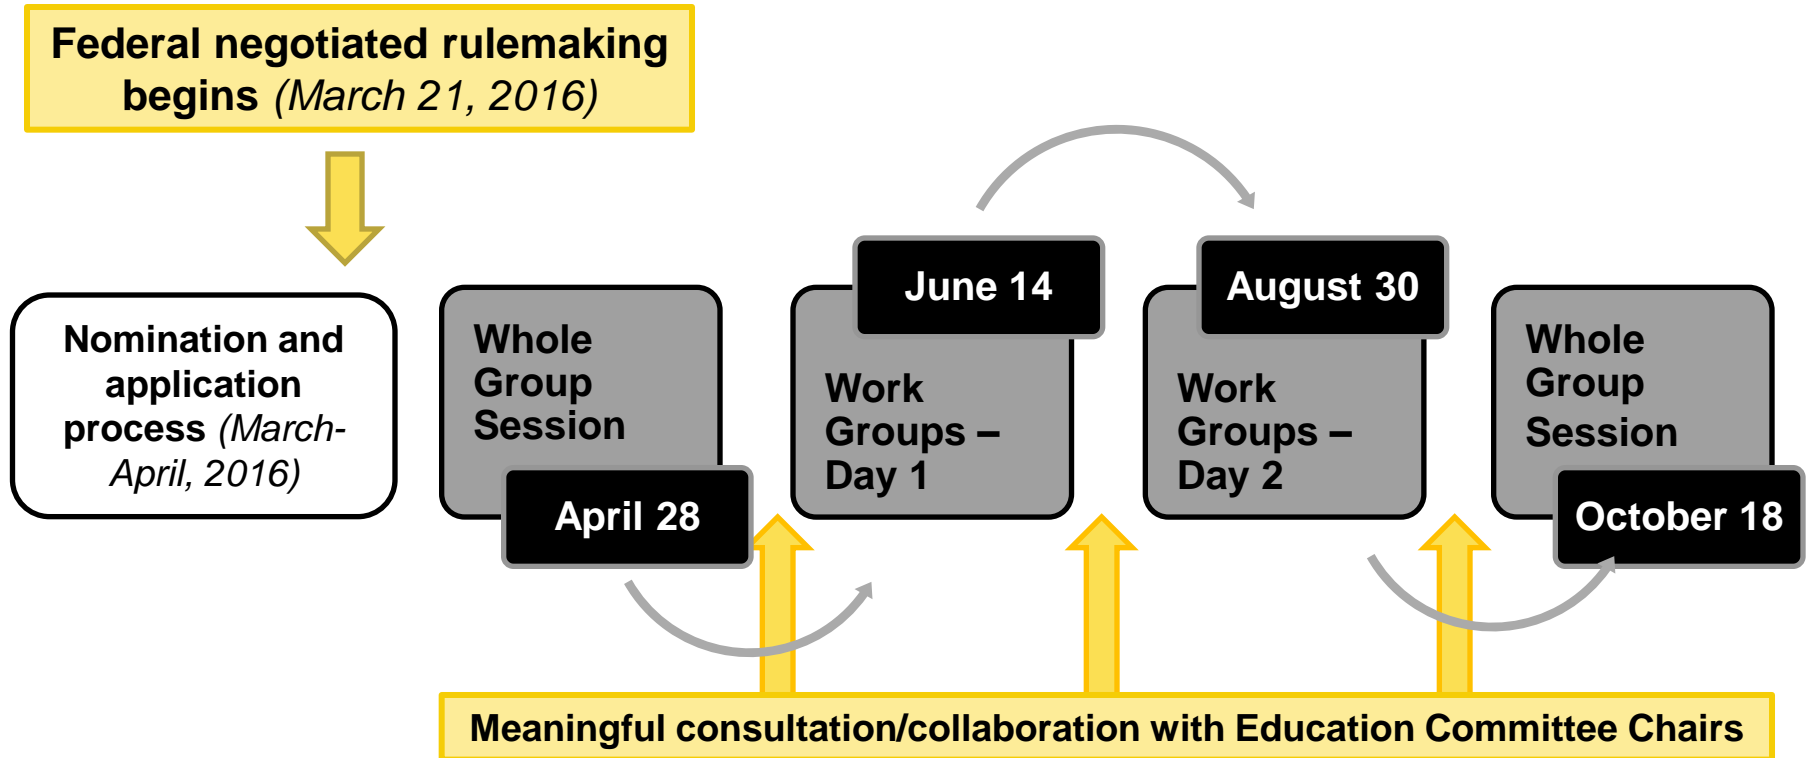 Federal negotiated rulemaking
begins (March 21, 2016)
Nomination and
application
process (March-
April, 2016)
Whole
Group
Session
April 28
June 14
Work
Groups –
Day 1
August 30
Work
Groups –
Day 2
Whole
Group
Session
October 18
Meaningful consultation/collaboration with Education Committee Chairs